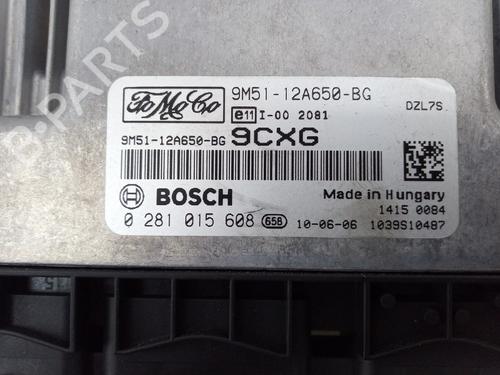 FoMoCo 9M51-12A650-BG DZL7S
e11 I-00 2081
9M51-12A650-BG 9CXG
BOSCH Made in Hungary
0 281 015 608 658 10-06-06 1415 0084
1039S10487
B-PARTS
15